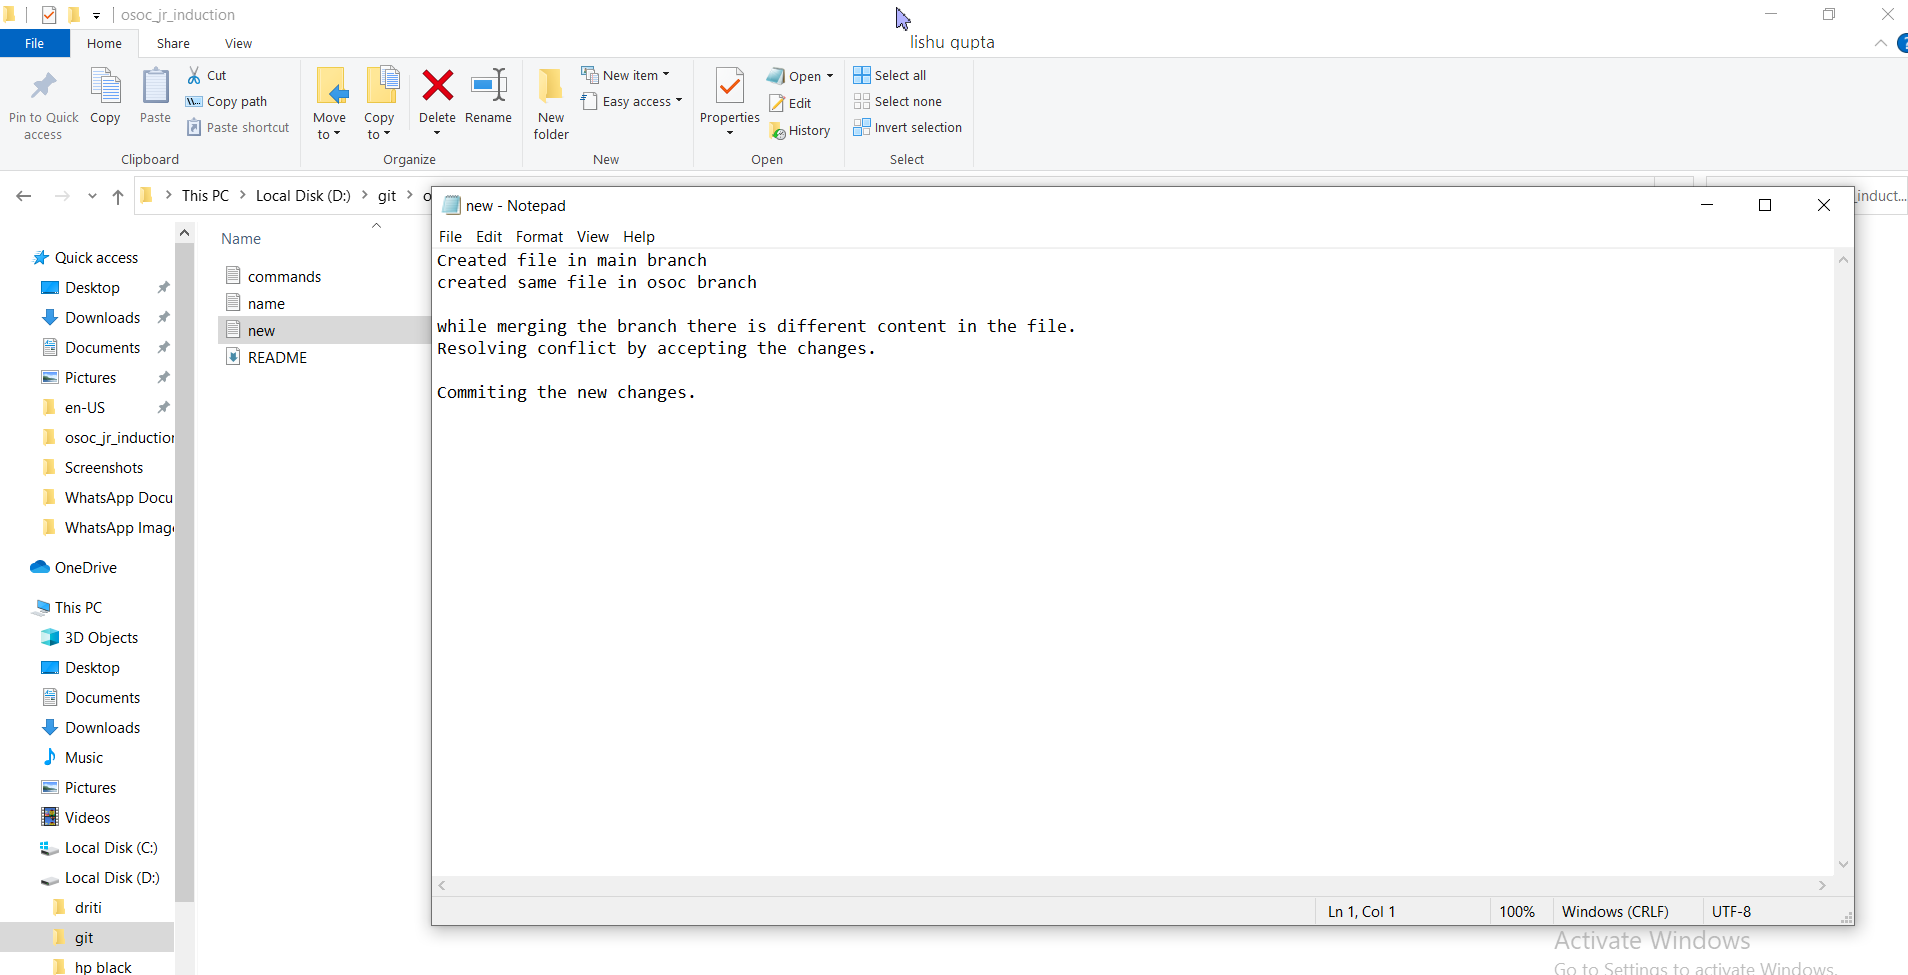 osoc_jr_induction
lishu gupta
File Home Share View
Pin to Quick access
Copy
Paste
Cut
Copy path
Paste shortcut
Clipboard
Move to
Copy to
Delete
Rename
Organize
New folder
New item
Easy access
New
Properties
Open
Edit
History
Open
Select all
Select none
Invert selection
Select
This PC > Local Disk (D:) > git >
new - Notepad
File Edit Format View Help
Created file in main branch
created same file in osoc branch
while merging the branch there is different content in the file.
Resolving conflict by accepting the changes.
Commiting the new changes.
Ln 1, Col 1
100%
Windows (CRLF)
UTF-8
Name
commands
name
new
README
Quick access
Desktop
Downloads
Documents
Pictures
en-US
osoc_jr_induction
Screenshots
WhatsApp Docu
WhatsApp Imag
OneDrive
This PC
3D Objects
Desktop
Documents
Downloads
Music
Pictures
Videos
Local Disk (C:)
Local Disk (D:)
driti
git
hp black
Activate Windows
Go to Settings to activate Windows.